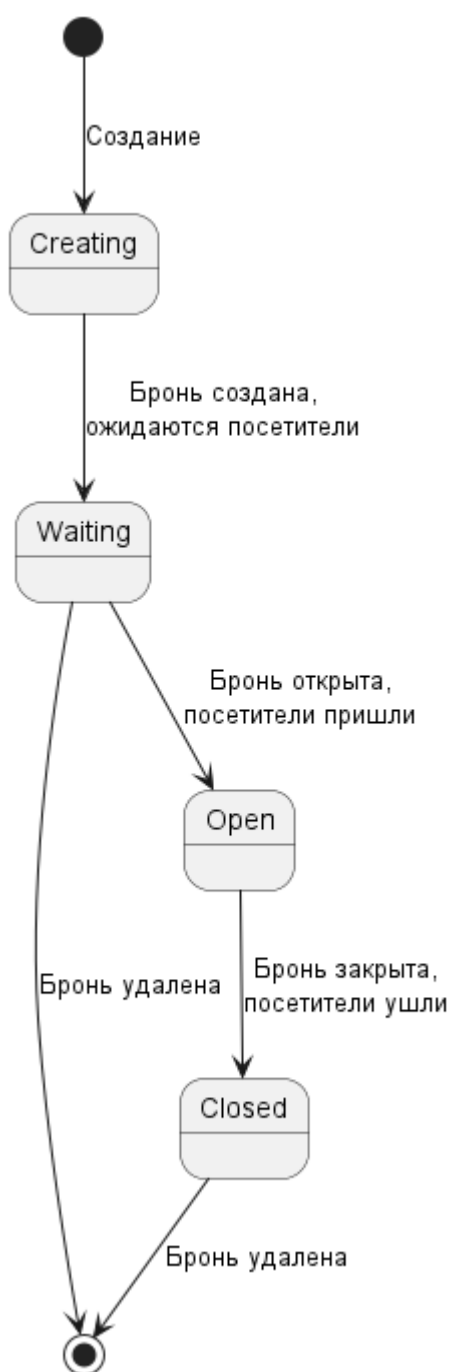 Создание
Creating
Бронь создана,
ожидаются посетители
Waiting
Бронь открыта,
посетители пришли
Open
Бронь удалена
Бронь закрыта,
посетители ушли
Closed
Бронь удалена